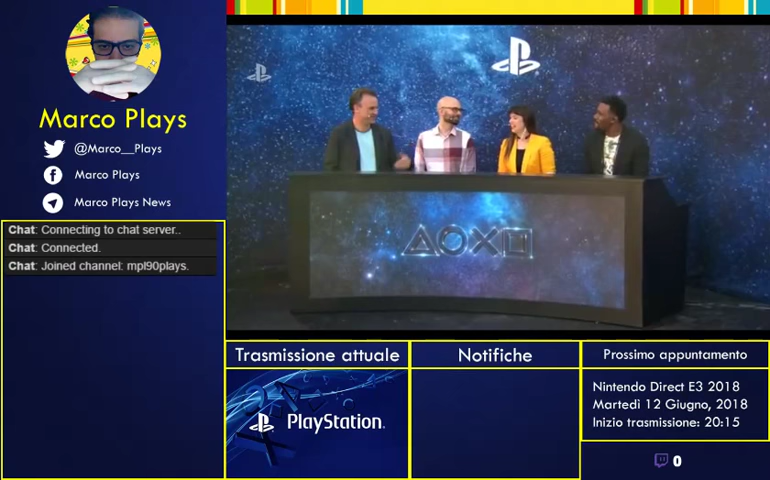 Marco Plays
@Marco__Plays
Marco Plays
Marco Plays News
Chat: Connecting to chat server..
Chat: Connected.
Chat: Joined channel: mpl90plays.
Trasmissione attuale
PlayStation.
Notifiche
Prossimo appuntamento
Nintendo Direct E3 2018
Martedì 12 Giugno, 2018
Inizio trasmissione: 20:15
0